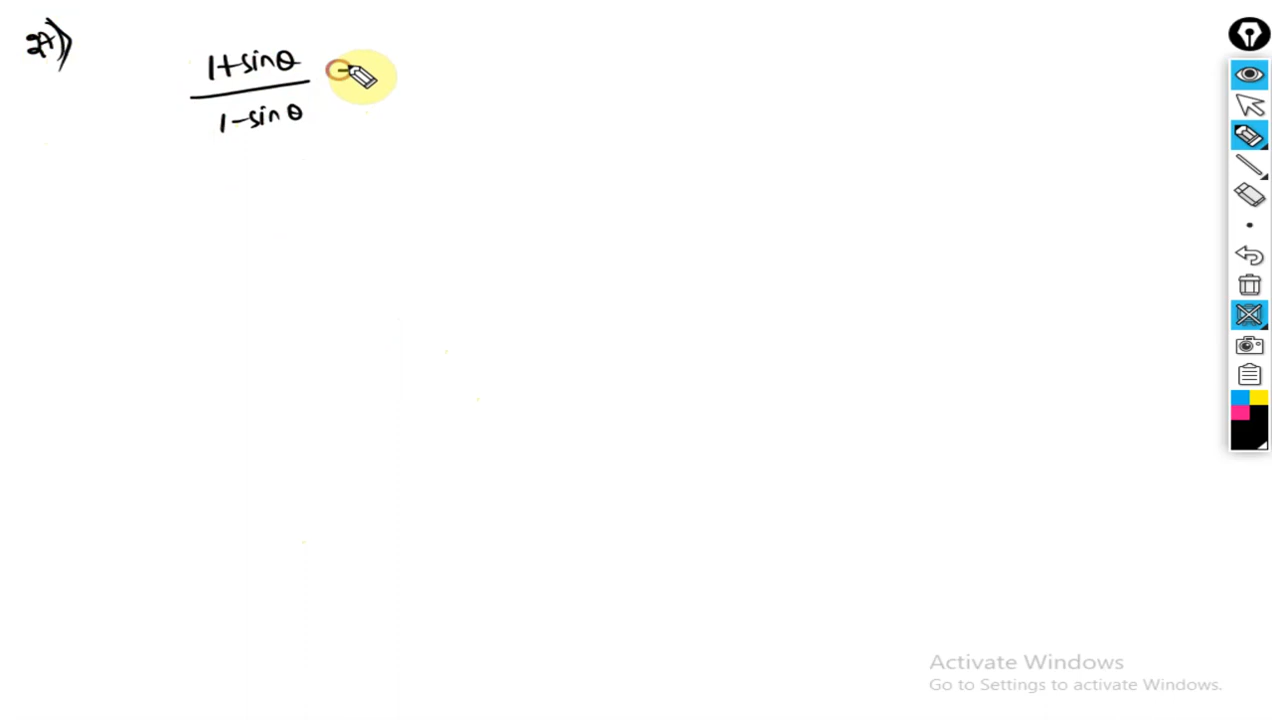 27)
1+sinθ
1-sinθ
Activate Windows
Go to Settings to activate Windows.